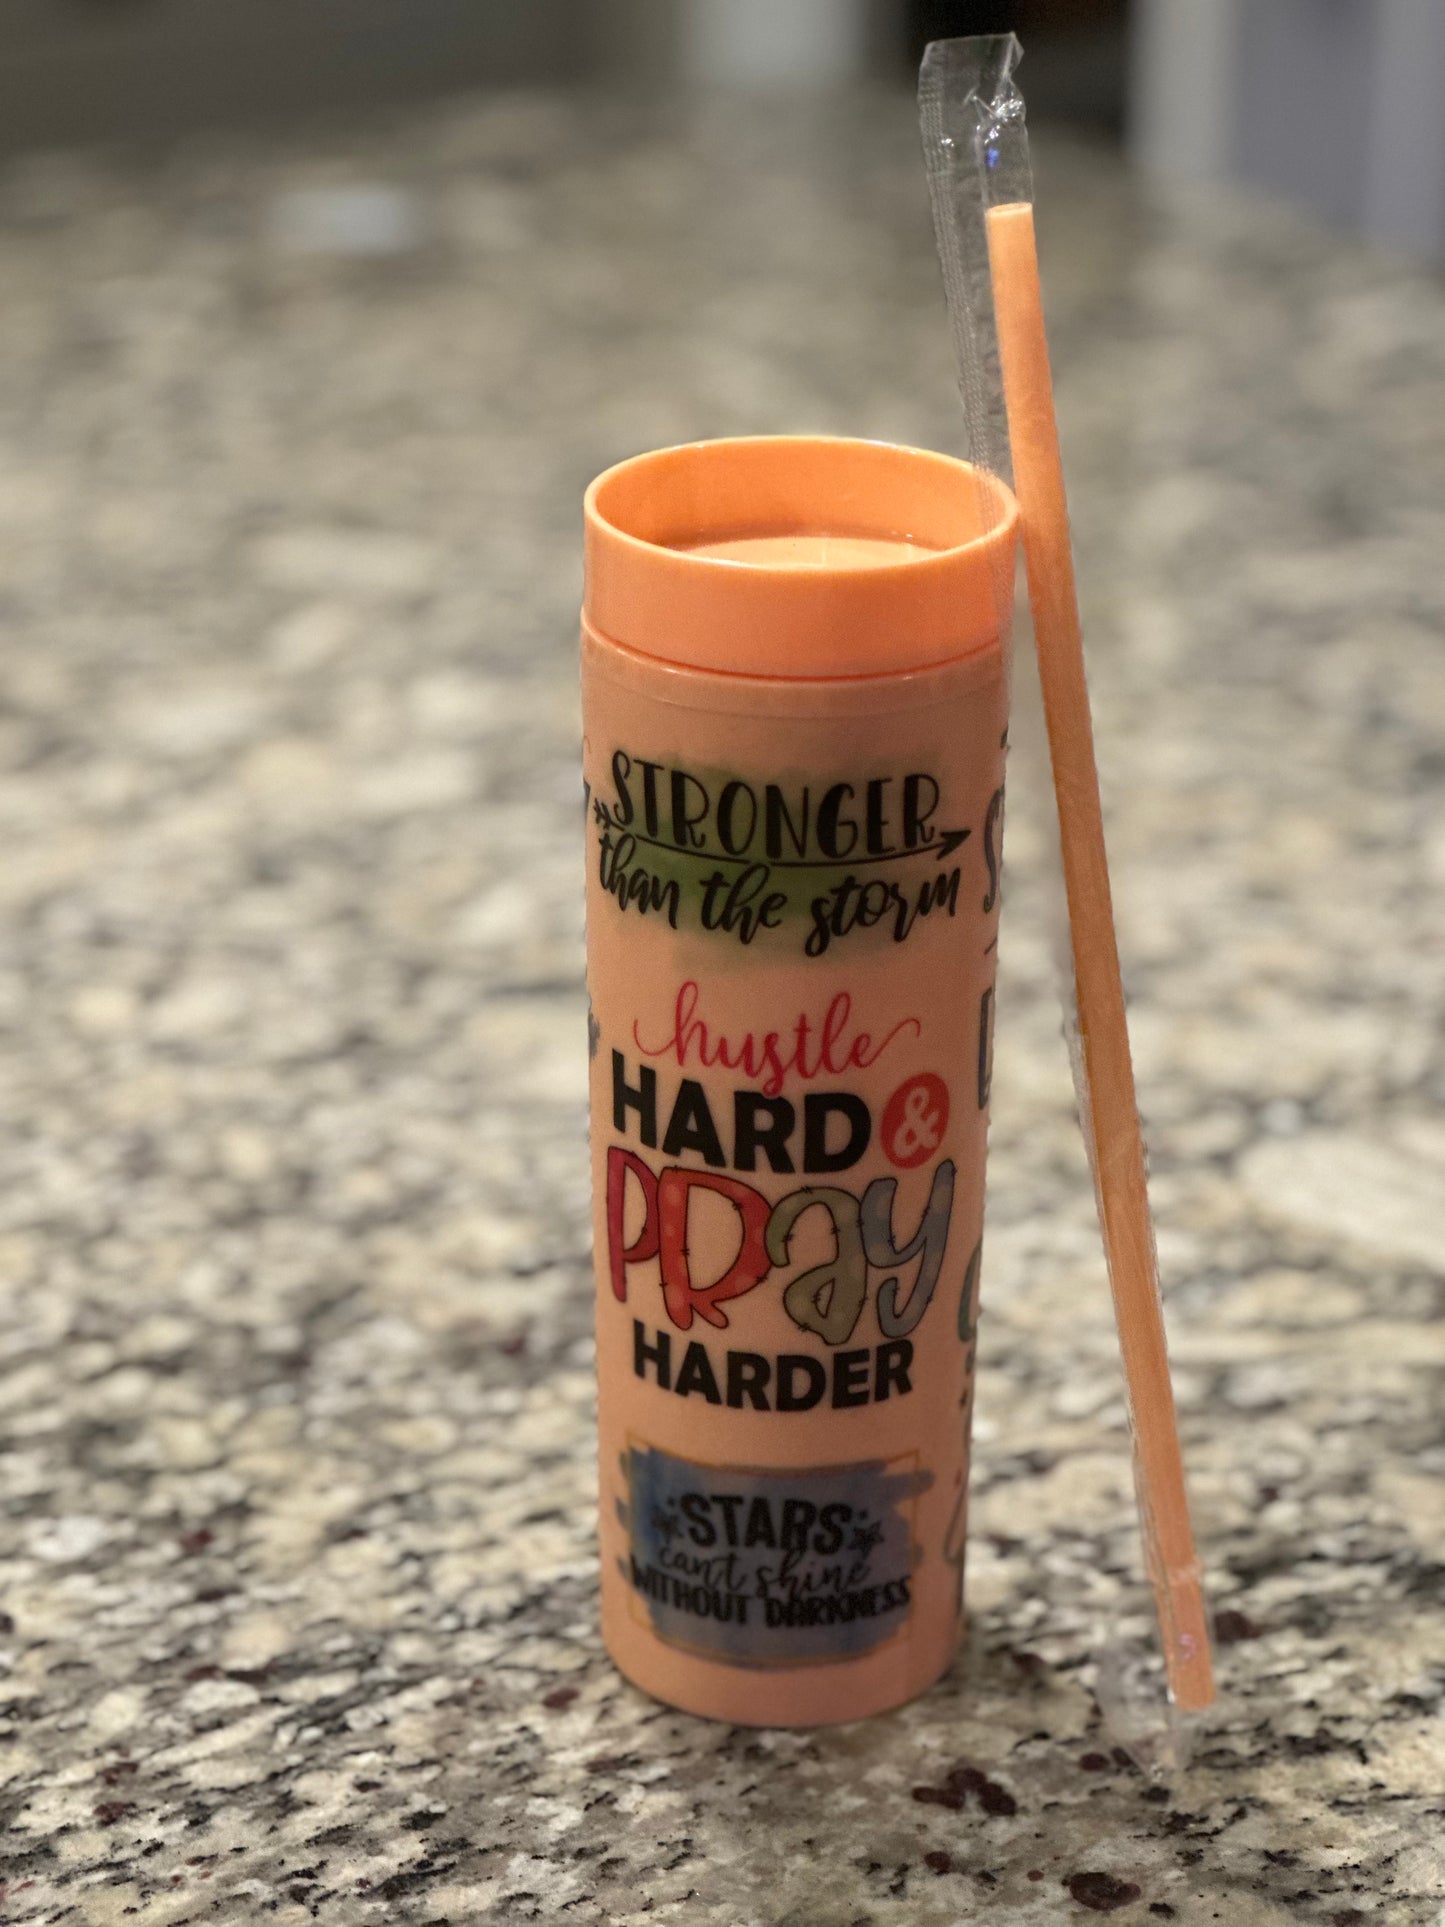 STRONGER
than the storm
hustle
HARD &
PRay
HARDER
STARS
can't shine
WITHOUT DARKNESS